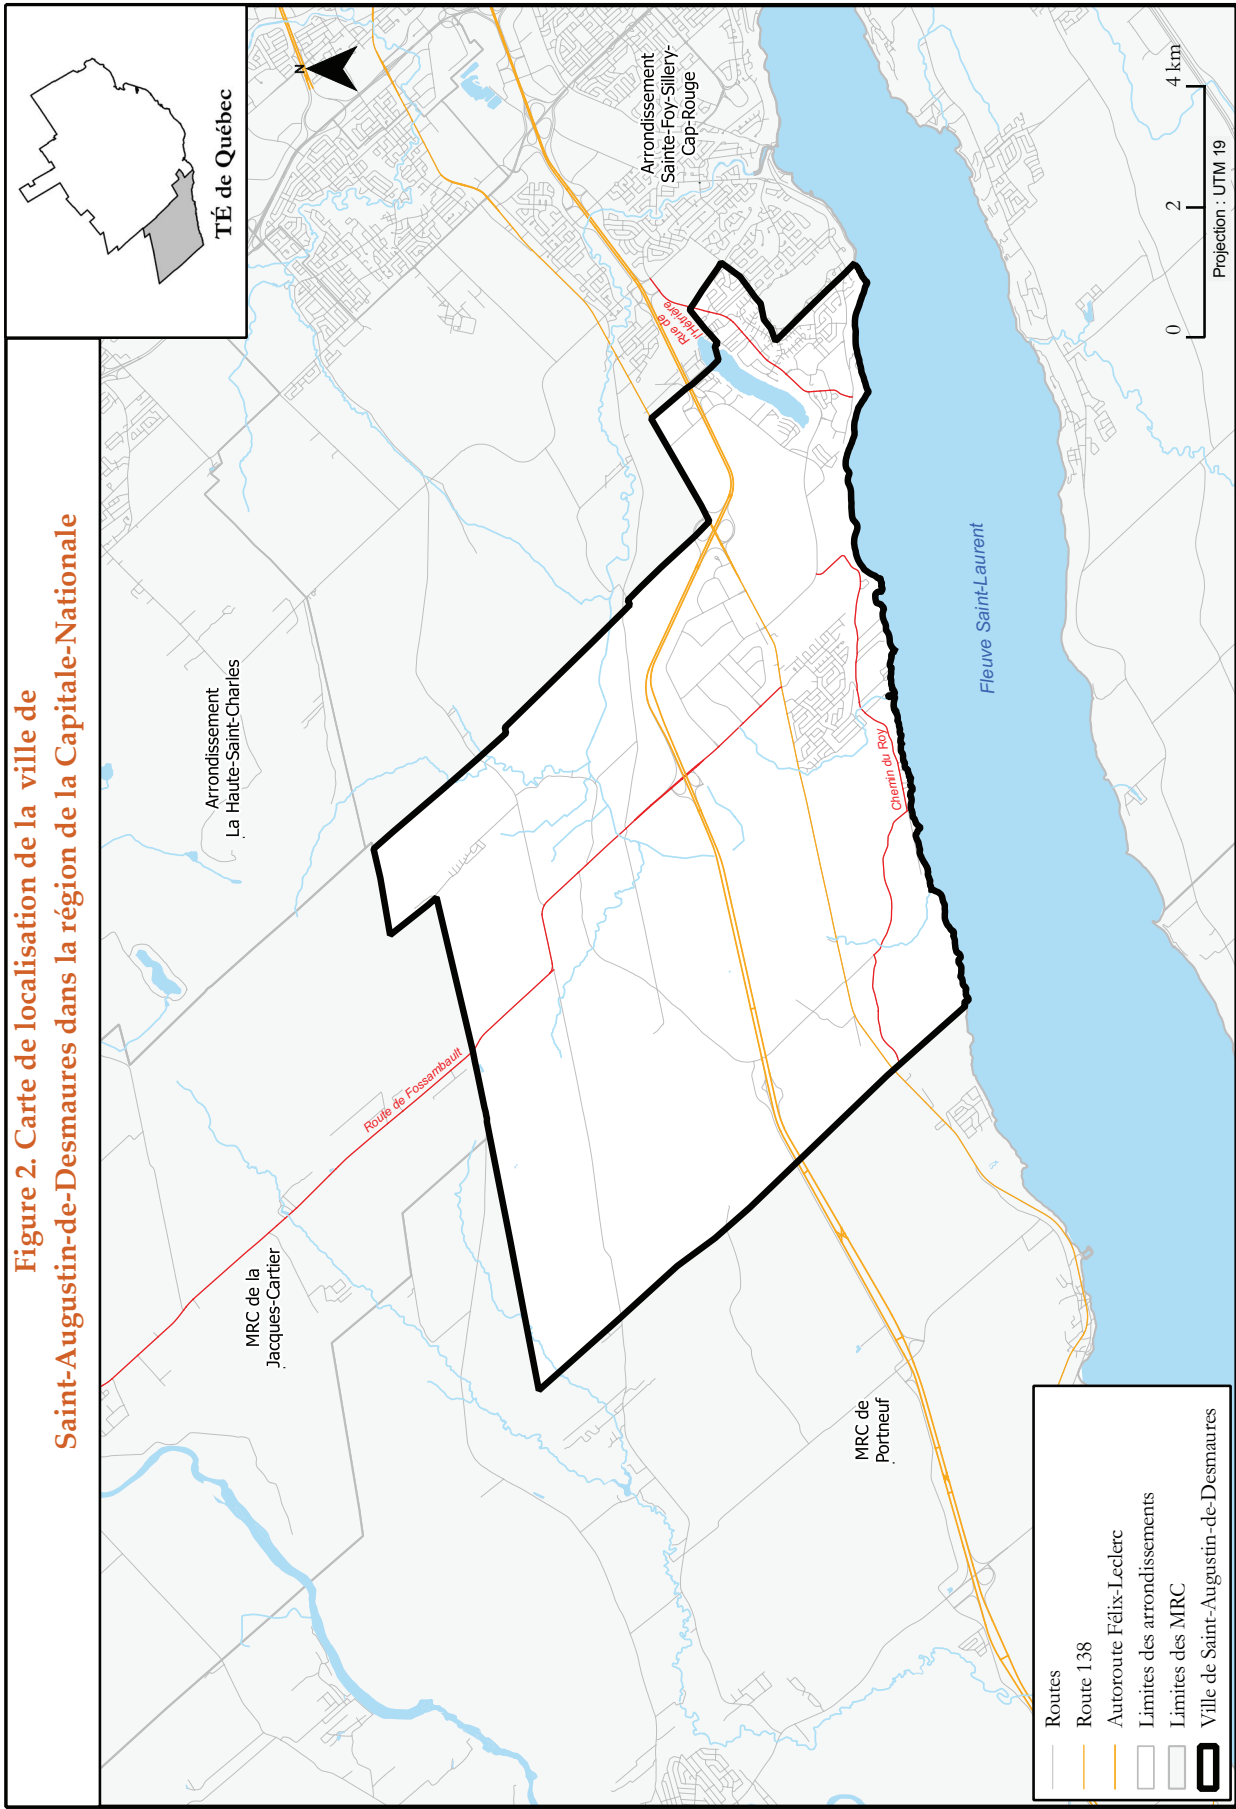 Figure 2. Carte de localisation de la ville de
Saint-Augustin-de-Desmaures dans la région de la Capitale-Nationale
TÉ de Québec
N
Arrondissement
La Haute-Saint-Charles
Arrondissement
Sainte-Foy-Sillery-
Cap-Rouge
MRC de la
Jacques-Cartier
Route de Fossambault
Rue de
l'Hêtrière
Chemin du Roy
Fleuve Saint-Laurent
MRC de
Portneuf
Routes
Route 138
Autoroute Félix-Leclerc
Limites des arrondissements
Limites des MRC
Ville de Saint-Augustin-de-Desmaures
0 2 4 km
Projection : UTM 19